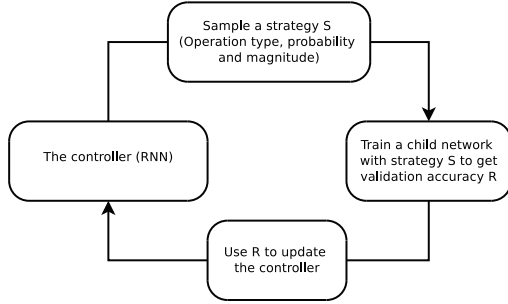 Sample a strategy S
(Operation type, probability
and magnitude)
The controller (RNN)
Train a child network
with strategy S to get
validation accuracy R
Use R to update
the controller